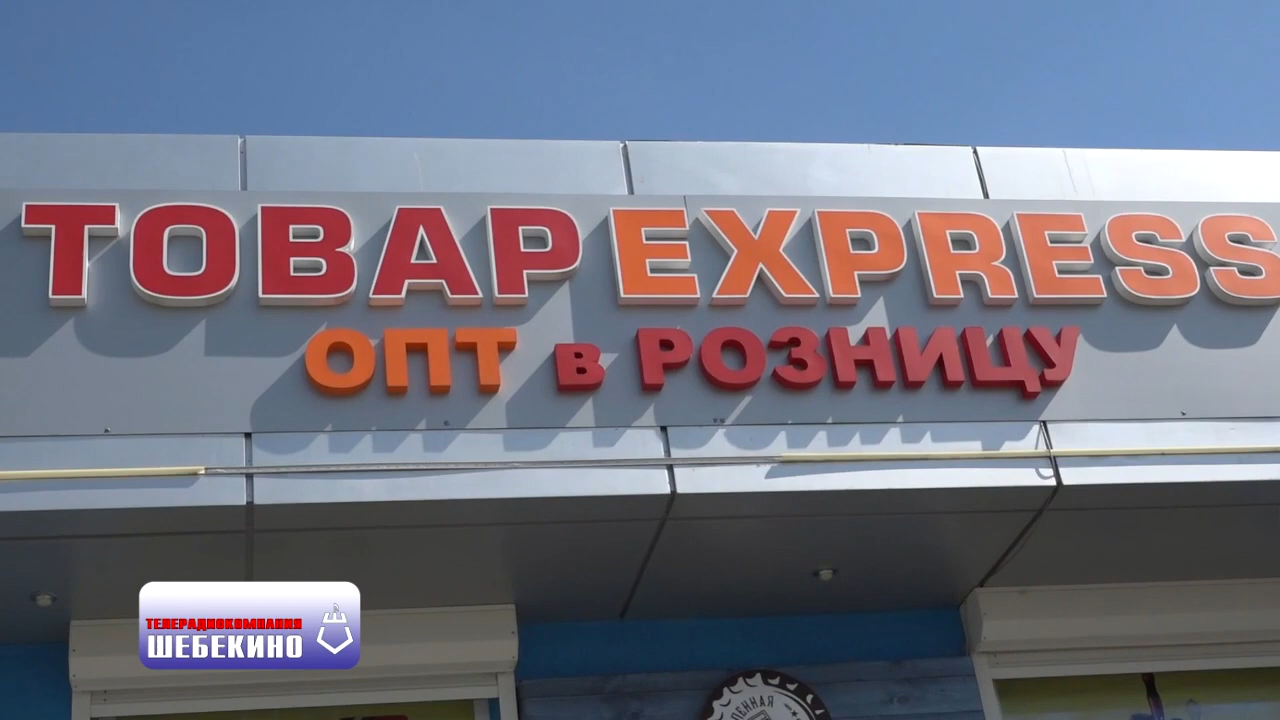 ТОВАР EXPRESS
ОПТ в РОЗНИЦУ
ТЕЛЕРАДИОКОМПАНИЯ
ШЕБЕКИНО